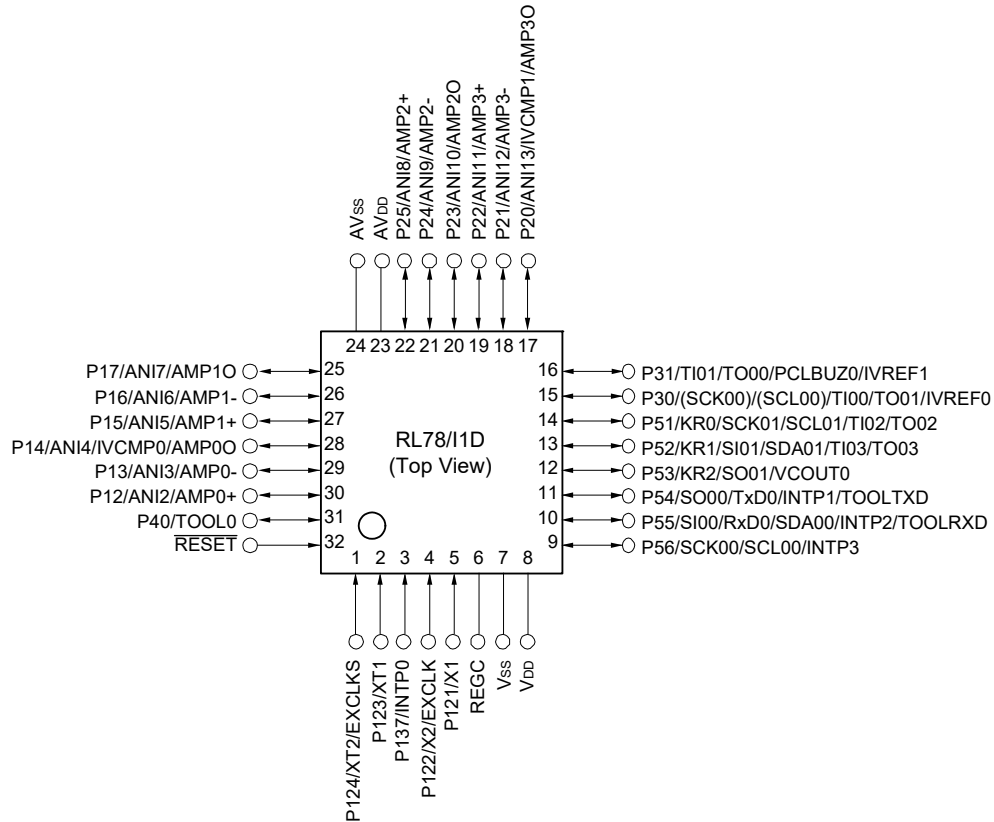 AVss
AVDD
P25/ANI8/AMP2+
P24/ANI9/AMP2-
P23/ANI10/AMP2O
P22/ANI11/AMP3+
P21/ANI12/AMP3-
P20/ANI13/IVCMP1/AMP3O
24 23 22 21 20 19 18 17
P17/ANI7/AMP1O 25
P16/ANI6/AMP1- 26
P15/ANI5/AMP1+ 27
P14/ANI4/IVCMP0/AMP0O 28
P13/ANI3/AMP0- 29
P12/ANI2/AMP0+ 30
P40/TOOL0 31
RESET 32
RL78/I1D
(Top View)
16 P31/TI01/TO00/PCLBUZ0/IVREF1
15 P30/(SCK00)/(SCL00)/TI00/TO01/IVREF0
14 P51/KR0/SCK01/SCL01/TI02/TO02
13 P52/KR1/SI01/SDA01/TI03/TO03
12 P53/KR2/SO01/VCOUT0
11 P54/SO00/TxD0/INTP1/TOOLTXD
10 P55/SI00/RxD0/SDA00/INTP2/TOOLRXD
9 P56/SCK00/SCL00/INTP3
1 2 3 4 5 6 7 8
P124/XT2/EXCLKS
P123/XT1
P137/INTP0
P122/X2/EXCLK
P121/X1
REGC
Vss
VDD